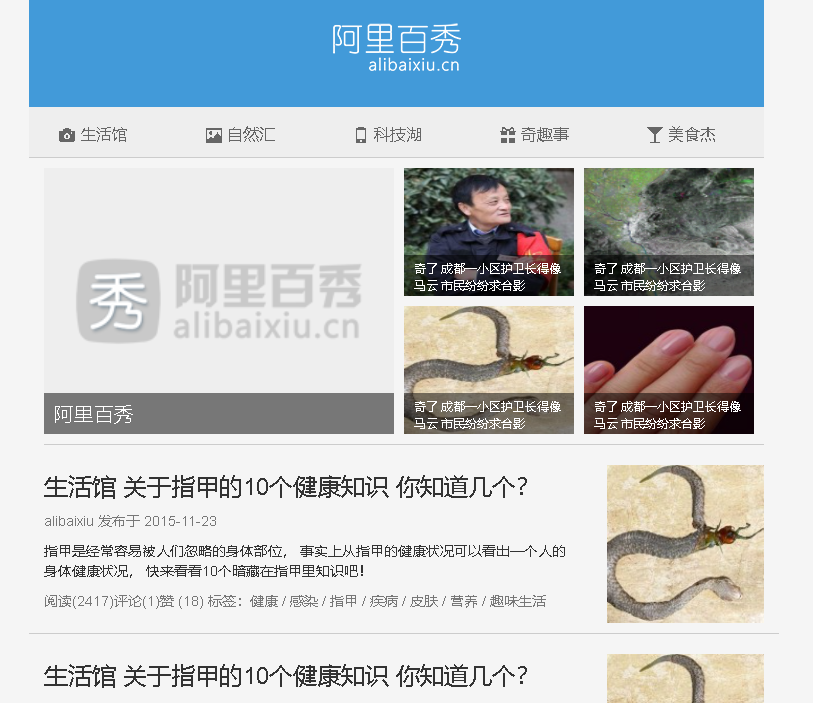 阿里百秀
alibaixiu.cn
生活馆 自然汇 科技湖 奇趣事 美食杰
秀 阿里百秀
alibaixiu.cn
阿里百秀
奇了 成都一小区护卫长得像
马云 市民纷纷求合影
奇了 成都一小区护卫长得像
马云 市民纷纷求合影
奇了 成都一小区护卫长得像
马云 市民纷纷求合影
奇了 成都一小区护卫长得像
马云 市民纷纷求合影
生活馆 关于指甲的10个健康知识 你知道几个？
alibaixiu 发布于 2015-11-23
指甲是经常容易被人们忽略的身体部位， 事实上从指甲的健康状况可以看出一个人的
身体健康状况， 快来看看10个暗藏在指甲里知识吧！
阅读(2417)评论(1)赞 (18) 标签：健康 / 感染 / 指甲 / 疾病 / 皮肤 / 营养 / 趣味生活
生活馆 关于指甲的10个健康知识 你知道几个？